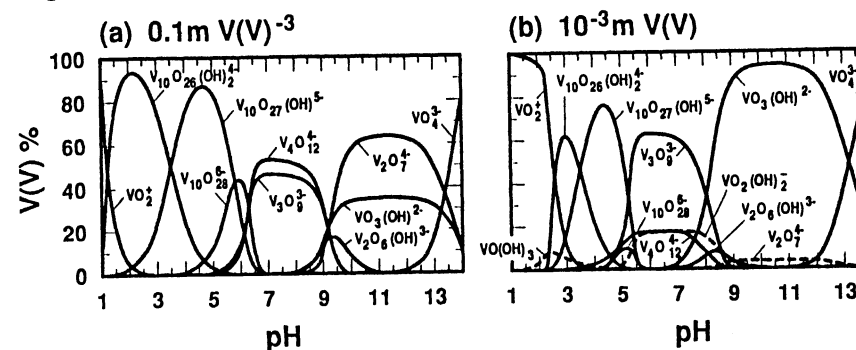 (a) 0.1m V(V)⁻³
(b) 10⁻³m V(V)
V(V) %
100
80
60
40
20
0
VO₂⁺
V₁₀O₂₆(OH)₂⁴⁻
V₁₀O₂₇(OH)⁵⁻
V₁₀O₂₈⁶⁻
V₄O₁₂⁴⁻
V₃O₉³⁻
V₂O₇⁴⁻
VO₃(OH)²⁻
V₂O₆(OH)³⁻
VO₄³⁻
1 3 5 7 9 11 13
pH
VO₂⁺
V₁₀O₂₆(OH)₂⁴⁻
V₁₀O₂₇(OH)⁵⁻
V₃O₉³⁻
V₁₀O₂₈⁶⁻
V₄O₁₂⁴⁻
VO(OH)₃
VO₂(OH)₂⁻
V₂O₆(OH)³⁻
V₂O₇⁴⁻
VO₃(OH)²⁻
VO₄³⁻
1 3 5 7 9 11 13
pH